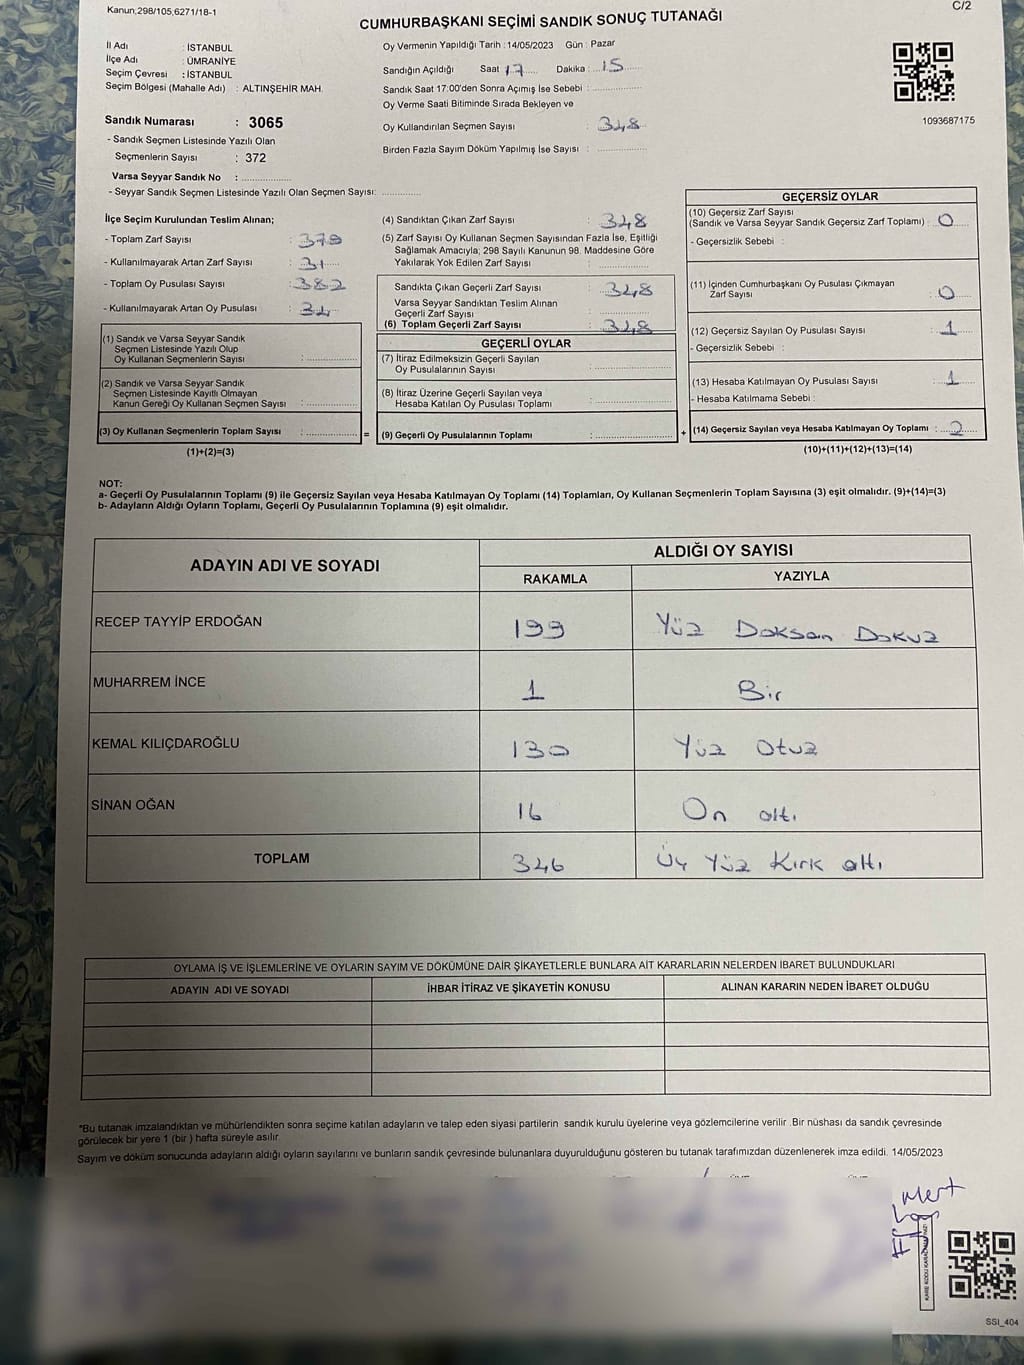 Kanun,298/105,6271/18-1
C/2
CUMHURBAŞKANI SEÇİMİ SANDIK SONUÇ TUTANAĞI
İl Adı : İSTANBUL
İlçe Adı : ÜMRANİYE
Seçim Çevresi : İSTANBUL
Seçim Bölgesi (Mahalle Adı) : ALTINŞEHİR MAH.
Sandık Numarası : 3065
- Sandık Seçmen Listesinde Yazılı Olan
Seçmenlerin Sayısı : 372
Varsa Seyyar Sandık No :
- Seyyar Sandık Seçmen Listesinde Yazılı Olan Seçmen Sayısı:
Oy Vermenin Yapıldığı Tarih : 14/05/2023 Gün : Pazar
Sandığın Açıldığı Saat 17 Dakika : 15
Sandık Saat 17:00'den Sonra Açımış İse Sebebi :
Oy Verme Saati Bitiminde Sırada Bekleyen ve
Oy Kullandırılan Seçmen Sayısı : 348
Birden Fazla Sayım Döküm Yapılmış İse Sayısı :
1093687175
İlçe Seçim Kurulundan Teslim Alınan;
- Toplam Zarf Sayısı : 379
- Kullanılmayarak Artan Zarf Sayısı : 31
- Toplam Oy Pusulası Sayısı : 382
- Kullanılmayarak Artan Oy Pusulası : 34
(1) Sandık ve Varsa Seyyar Sandık
Seçmen Listesinde Yazılı Olup
Oy Kullanan Seçmenlerin Sayısı :
(2) Sandık ve Varsa Seyyar Sandık
Seçmen Listesinde Kayıtlı Olmayan
Kanun Gereği Oy Kullanan Seçmen Sayısı :
(3) Oy Kullanan Seçmenlerin Toplam Sayısı :
(1)+(2)=(3)
(4) Sandıktan Çıkan Zarf Sayısı : 348
(5) Zarf Sayısı Oy Kullanan Seçmen Sayısından Fazla İse, Eşitliği
Sağlamak Amacıyla; 298 Sayılı Kanunun 98. Maddesine Göre
Yakılarak Yok Edilen Zarf Sayısı :
Sandıkta Çıkan Geçerli Zarf Sayısı : 348
Varsa Seyyar Sandıktan Teslim Alınan
Geçerli Zarf Sayısı :
(6) Toplam Geçerli Zarf Sayısı : 348
GEÇERLİ OYLAR
(7) İtiraz Edilmeksizin Geçerli Sayılan
Oy Pusulalarının Sayısı :
(8) İtiraz Üzerine Geçerli Sayılan veya
Hesaba Katılan Oy Pusulası Toplamı :
= (9) Geçerli Oy Pusulalarının Toplamı :
GEÇERSİZ OYLAR
(10) Geçersiz Zarf Sayısı
(Sandık ve Varsa Seyyar Sandık Geçersiz Zarf Toplamı) : 0
- Geçersizlik Sebebi :
(11) İçinden Cumhurbaşkanı Oy Pusulası Çıkmayan
Zarf Sayısı : 0
(12) Geçersiz Sayılan Oy Pusulası Sayısı : 1
- Geçersizlik Sebebi :
(13) Hesaba Katılmayan Oy Pusulası Sayısı : 1
- Hesaba Katılmama Sebebi :
+ (14) Geçersiz Sayılan veya Hesaba Katılmayan Oy Toplamı : 2
(10)+(11)+(12)+(13)=(14)
NOT:
a- Geçerli Oy Pusulalarının Toplamı (9) ile Geçersiz Sayılan veya Hesaba Katılmayan Oy Toplamı (14) Toplamları, Oy Kullanan Seçmenlerin Toplam Sayısına (3) eşit olmalıdır. (9)+(14)=(3)
b- Adayların Aldığı Oyların Toplamı, Geçerli Oy Pusulalarının Toplamına (9) eşit olmalıdır.
ADAYIN ADI VE SOYADI
ALDIĞI OY SAYISI
RAKAMLA YAZIYLA
RECEP TAYYİP ERDOĞAN 199 Yüz Doksan Dokuz
MUHARREM İNCE 1 Bir
KEMAL KILIÇDAROĞLU 130 Yüz Otuz
SİNAN OĞAN 16 On altı
TOPLAM 346 Üç Yüz Kırk altı
OYLAMA İŞ VE İŞLEMLERİNE VE OYLARIN SAYIM VE DÖKÜMÜNE DAİR ŞİKAYETLERLE BUNLARA AİT KARARLARIN NELERDEN İBARET BULUNDUKLARI
ADAYIN ADI VE SOYADI İHBAR İTİRAZ VE ŞİKAYETİN KONUSU ALINAN KARARIN NEDEN İBARET OLDUĞU
"Bu tutanak imzalandıktan ve mühürlendikten sonra seçime katılan adayların ve talep eden siyasi partilerin sandık kurulu üyelerine veya gözlemcilerine verilir .Bir nüshası da sandık çevresinde
görülecek bir yere 1 (bir ) hafta süreyle asılır.
Sayım ve döküm sonucunda adayların aldığı oyların sayılarını ve bunların sandık çevresinde bulunanlara duyurulduğunu gösteren bu tutanak tarafımızdan düzenlenerek imza edildi. 14/05/2023
Mert
SSI_404